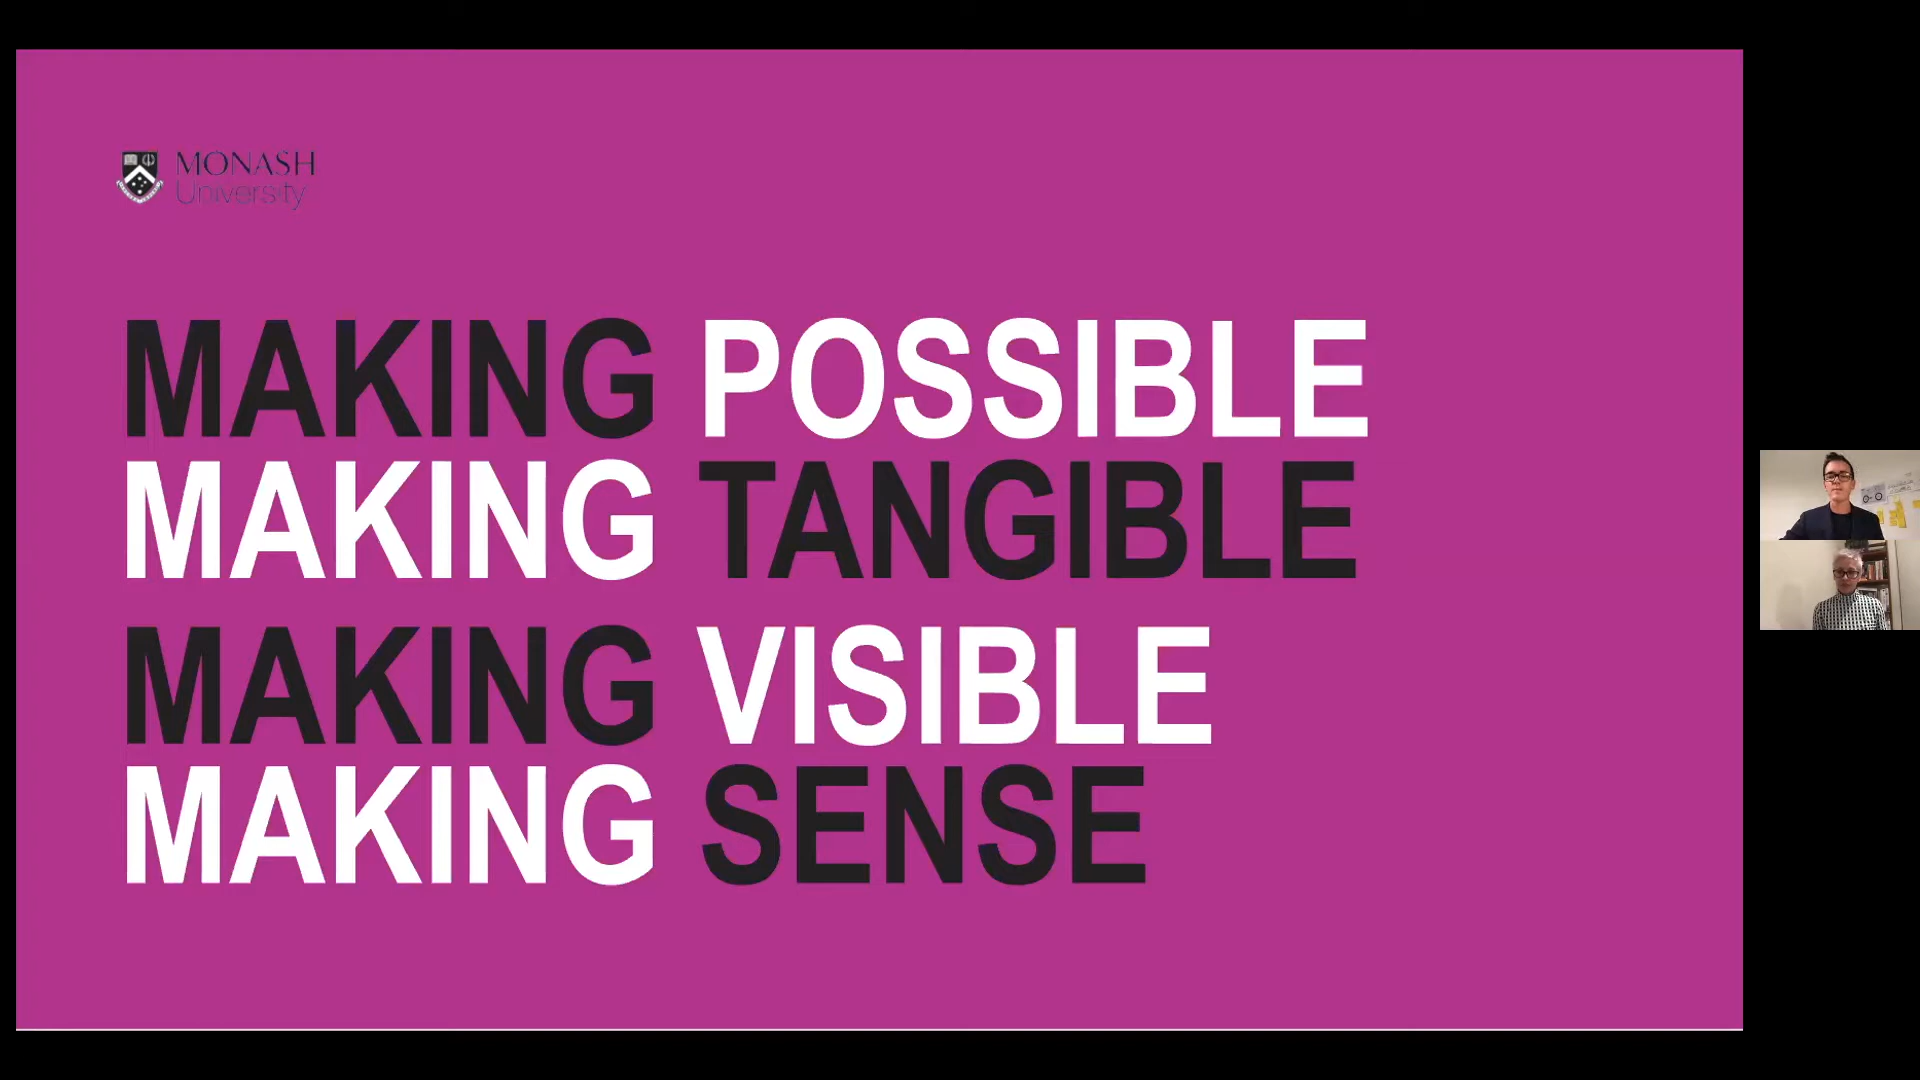 MONASH
University
MAKING POSSIBLE
MAKING TANGIBLE
MAKING VISIBLE
MAKING SENSE